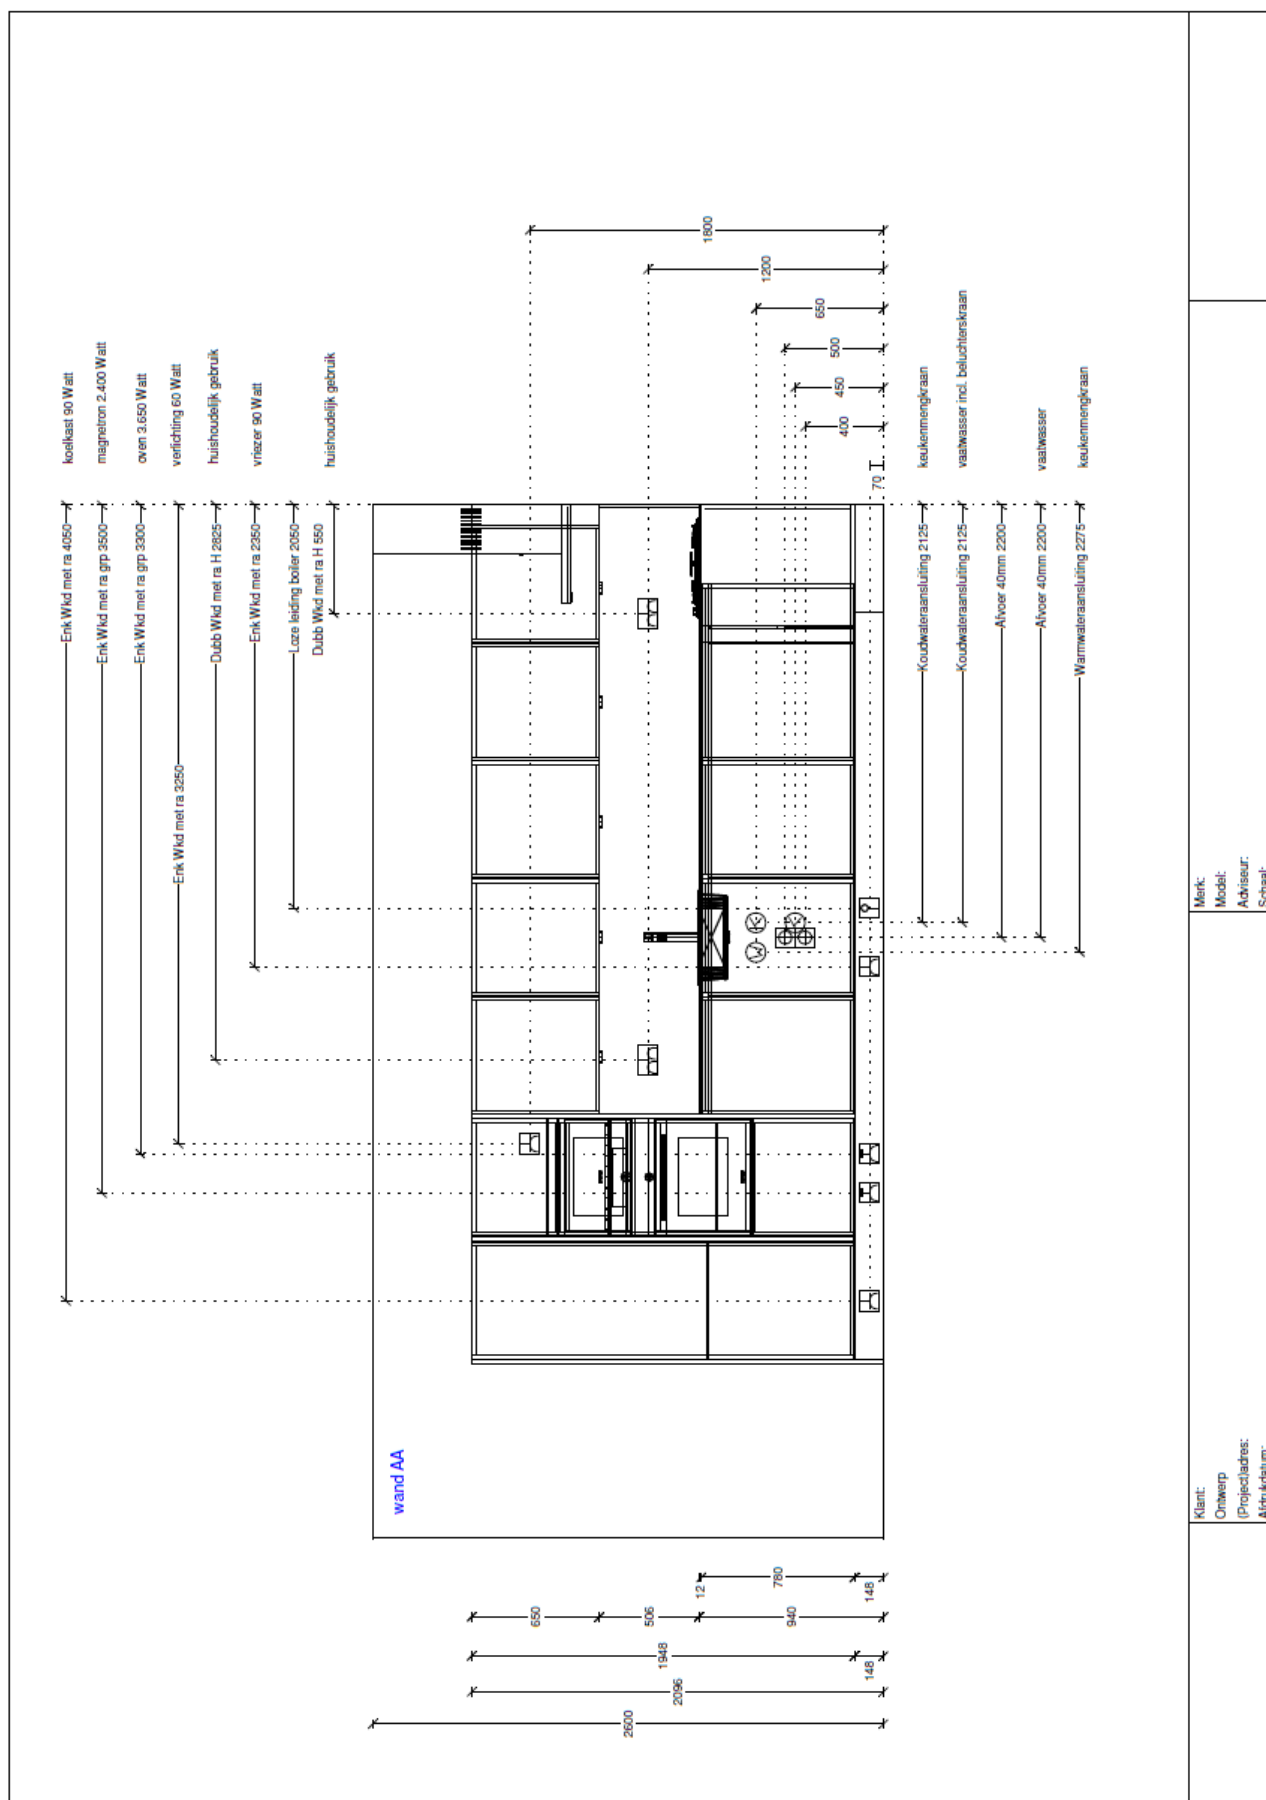 koelkast 90 Watt
Enk Wkd met ra 4050
magnetron 2.400 Watt
Enk Wkd met ra grp 3500
oven 3.650 Watt
Enk Wkd met ra grp 3300
verlichting 60 Watt
Enk Wkd met ra 3250
huishoudelijk gebruik
Dubb Wkd met ra H 2825
vriezer 90 Watt
Enk Wkd met ra 2350
Loze leiding boiler 2050
huishoudelijk gebruik
Dubb Wkd met ra H 550
wand AA
1800
1200
650
500
450
400
70
W
K
K
keukenmengkraan
Koudwateraansluiting 2125
vaatwasser incl. beluchterskraan
Koudwateraansluiting 2125
Afvoer 40mm 2200
vaatwasser
Afvoer 40mm 2200
keukenmengkraan
Warmwateraansluiting 2275
12
780
148
650
506
940
1948
148
2096
2600
Klant:
Ontwerp
(Project)adres:
Afdrukdatum:
Merk:
Model:
Adviseur:
Schaal: